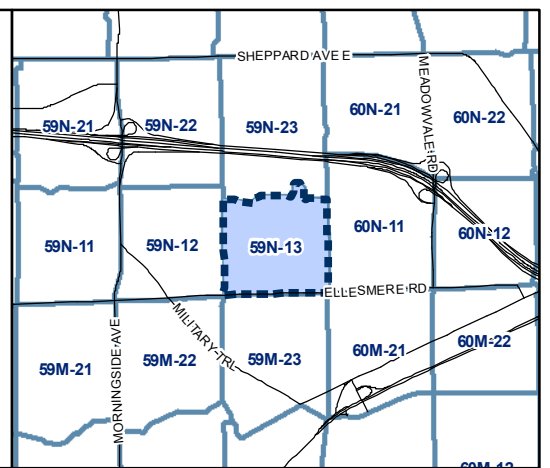 SHEPPARD AVE E
MEADOWVALE RD
60N-21
60N-22
59N-21
59N-22
59N-23
59N-11
59N-12
59N-13
60N-11
60N-12
ELLESMERE RD
MILITARY TRL
MORNINGSIDE AVE
59M-21
59M-22
59M-23
60M-21
60M-22
60M-12